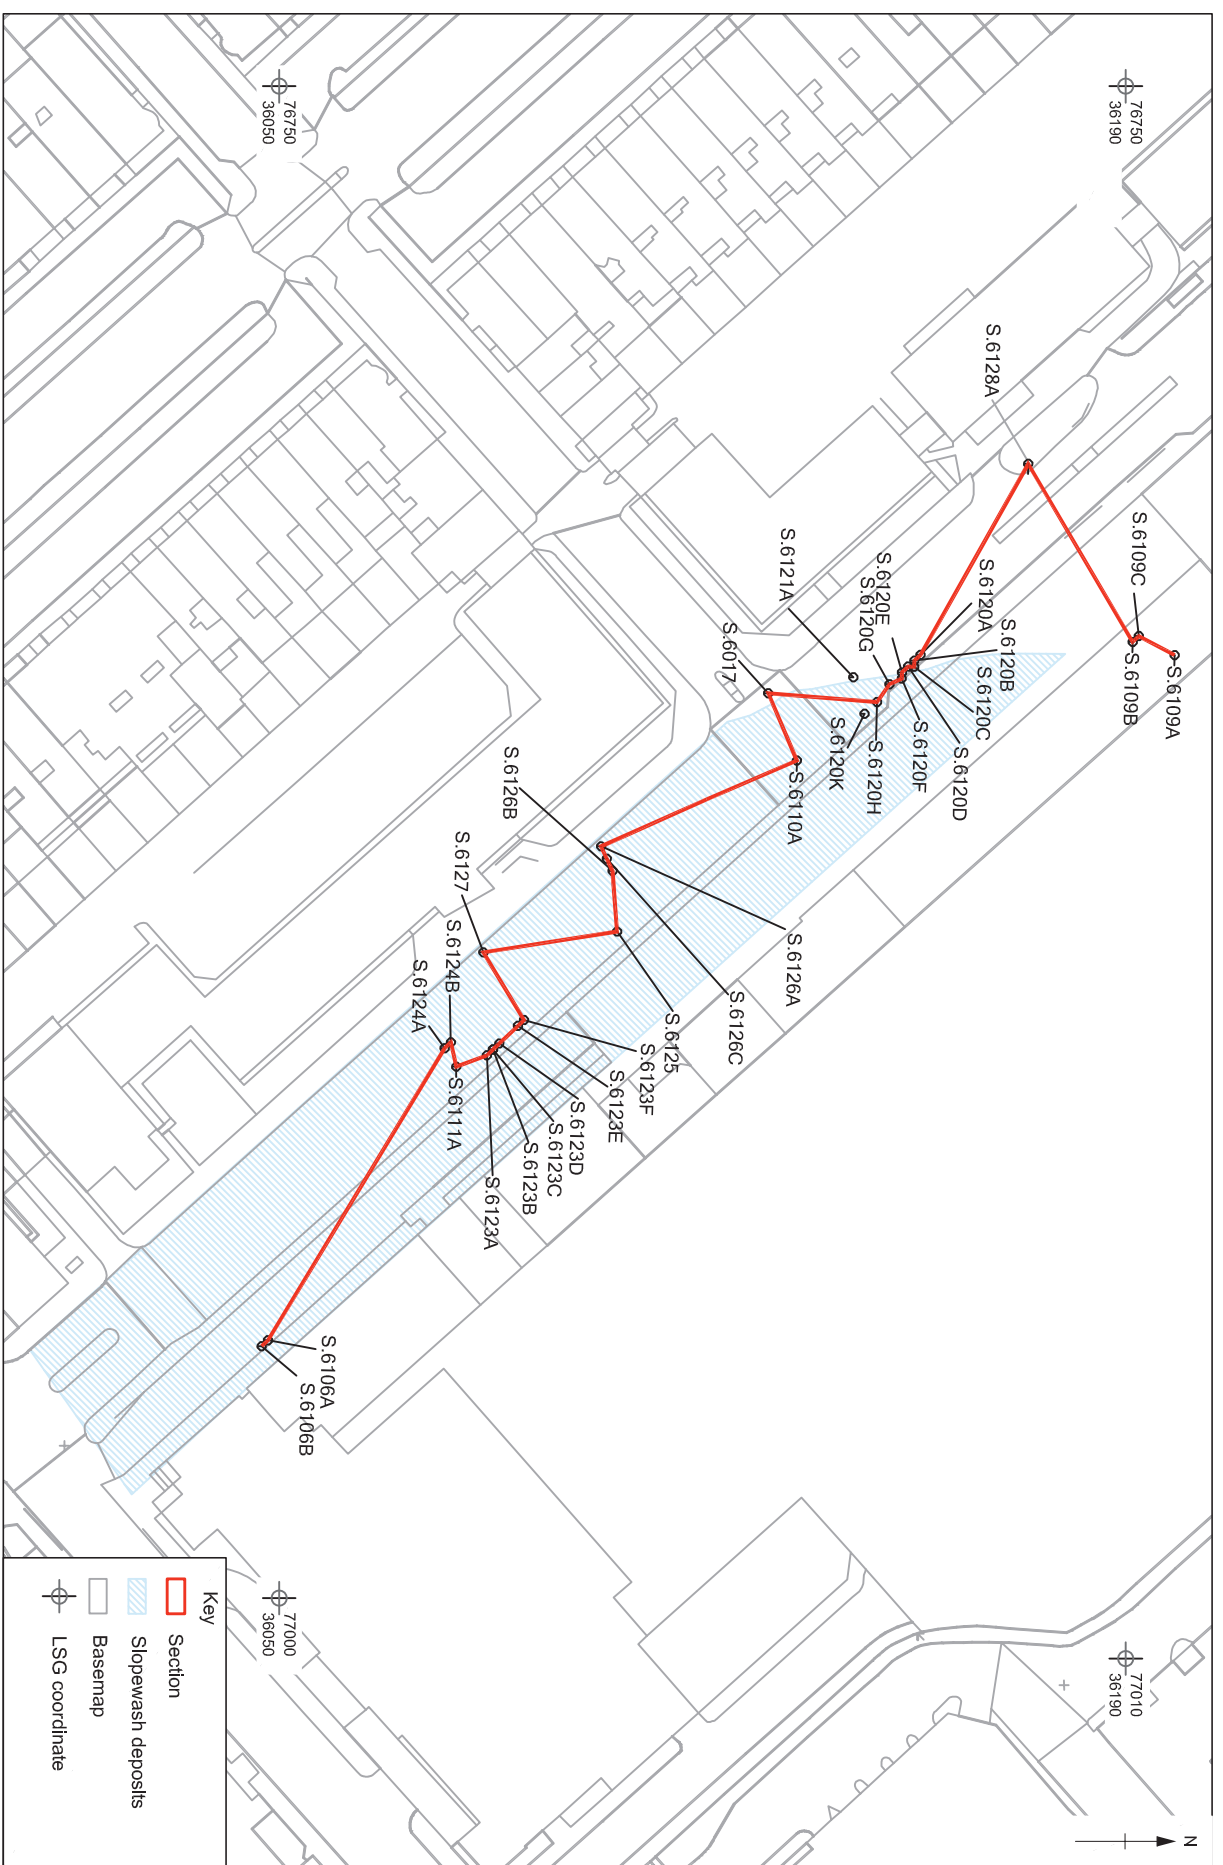 76750
36190
76750
36050
S.6128A
S.6109C
S.6109A
S.6109B
S.6121A
S.6120E
S.6120G
S.6120A
S.6120B
S.6120C
S.6120D
S.6120F
S.6120H
S.6120K
S.6017
S.6110A
S.6126B
S.6126A
S.6126C
S.6127
S.6125
S.6124B
S.6124A
S.6123F
S.6123E
S.6123D
S.6123C
S.6123B
S.6123A
S.6111A
S.6106A
S.6106B
77010
36190
77000
36050
N
Key
Section
Slopewash deposits
Basemap
LSG coordinate